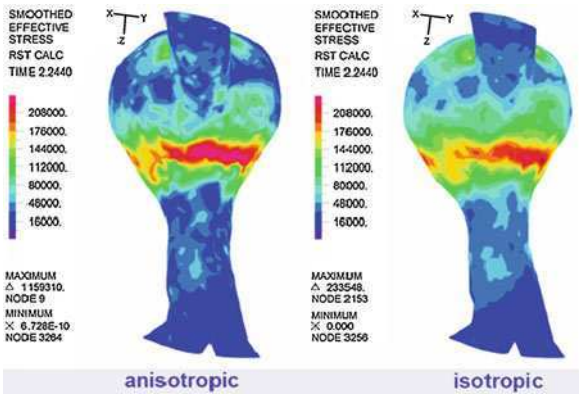 SMOOTHED
EFFECTIVE
STRESS
RST CALC
TIME 2.2440
X Y
Z
208000.
176000.
144000.
112000.
80000.
48000.
16000.
MAXIMUM
△ 1159310.
NODE 9
MINIMUM
✕ 6.728E-10
NODE 3264
anisotropic
SMOOTHED
EFFECTIVE
STRESS
RST CALC
TIME 2.2440
X Y
Z
208000.
176000.
144000.
112000.
80000.
48000.
16000.
MAXIMUM
△ 233548.
NODE 2153
MINIMUM
✕ 0.000
NODE 3256
isotropic